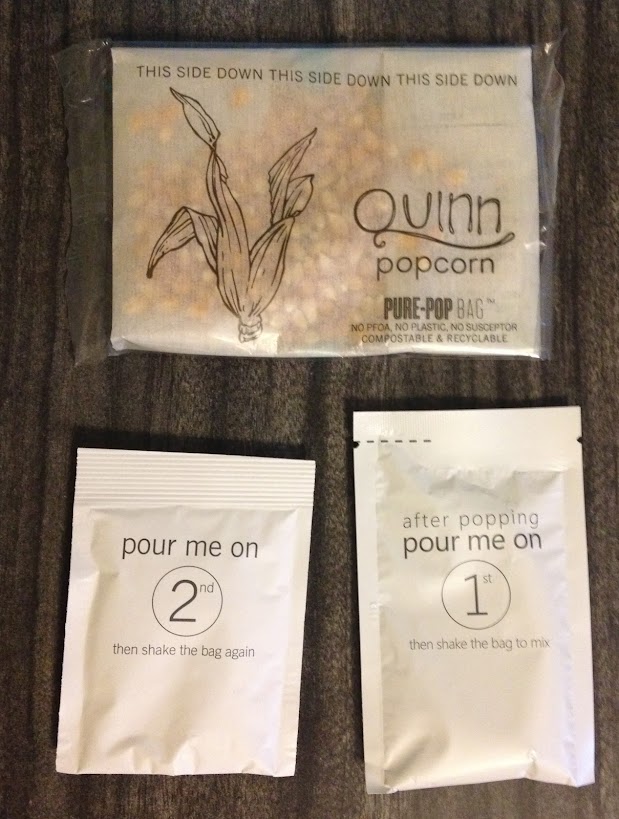 THIS SIDE DOWN THIS SIDE DOWN THIS SIDE DOWN
Quinn
popcorn
PURE-POP BAG™
NO PFOA, NO PLASTIC, NO SUSCEPTOR
COMPOSTABLE & RECYCLABLE
pour me on
2nd
then shake the bag again
after popping
pour me on
1st
then shake the bag to mix